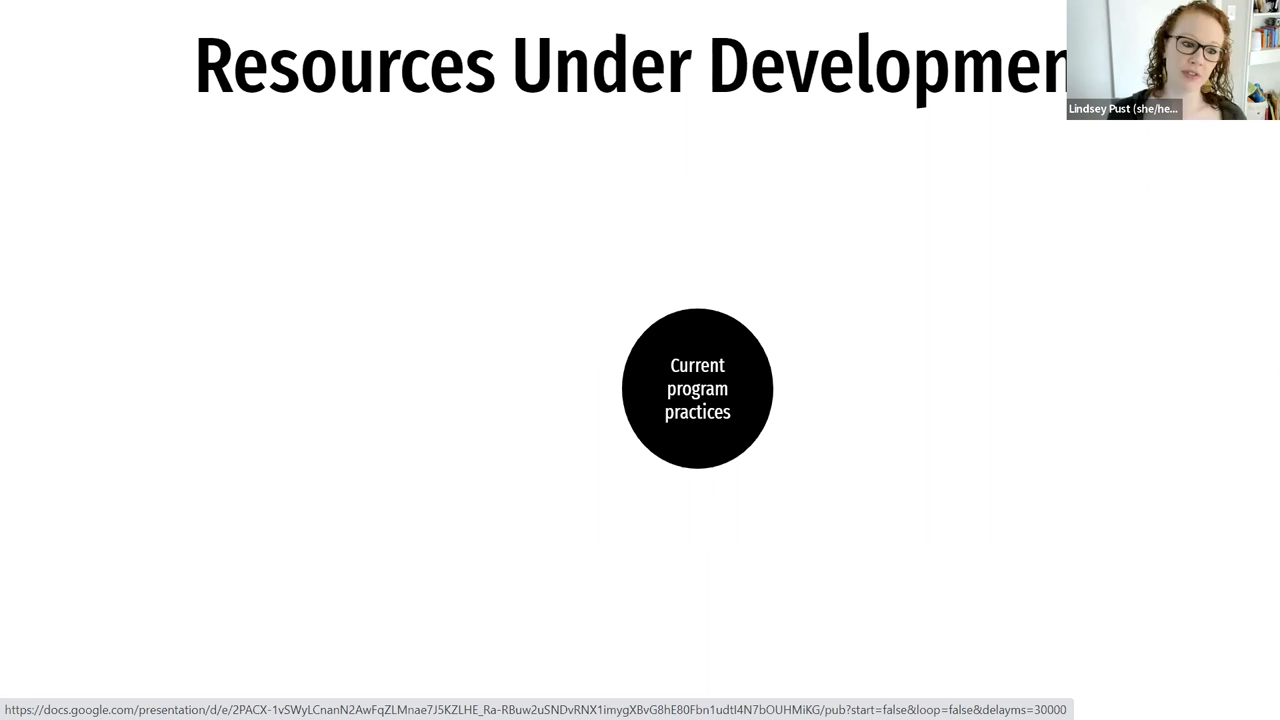 Resources Under Developmen
Lindsey Pust (she/he...
Current
program
practices
https://docs.google.com/presentation/d/e/2PACX-1vSWyLCnanN2AwFqZLMnae7J5KZLHE_Ra-RBuw2uSNDvRNX1imygXBvG8hE80Fbn1udtI4N7bOUHMiKG/pub?start=false&loop=false&delayms=30000